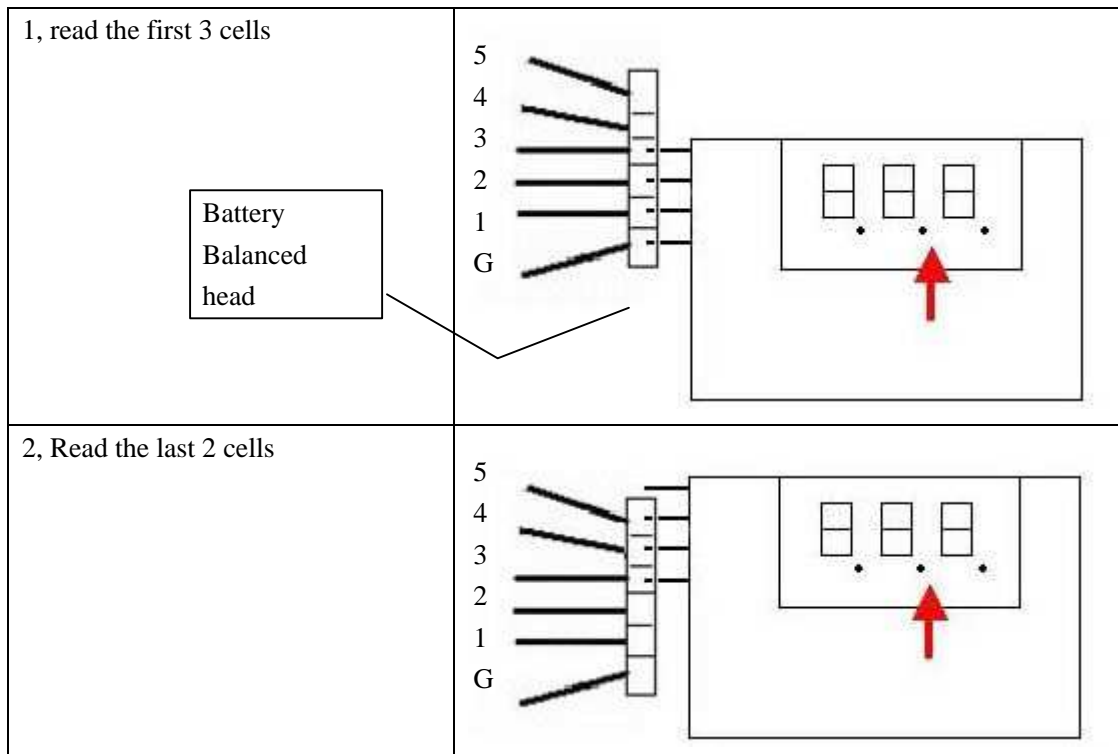 1, read the first 3 cells
5
4
3
2
1
G
Battery
Balanced
head
2, Read the last 2 cells
5
4
3
2
1
G